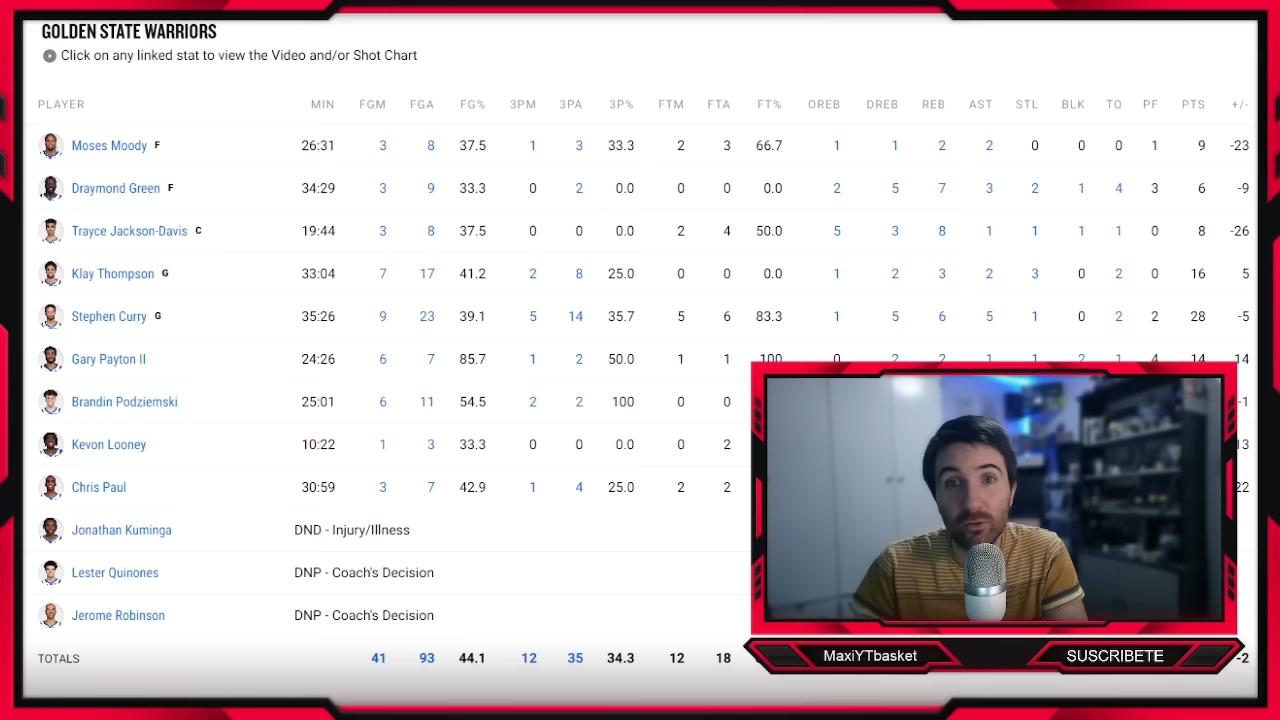 GOLDEN STATE WARRIORS
Click on any linked stat to view the Video and/or Shot Chart
PLAYER MIN FGM FGA FG% 3PM 3PA 3P% FTM FTA FT% OREB DREB REB AST STL BLK TO PF PTS +/-
Moses Moody F 26:31 3 8 37.5 1 3 33.3 2 3 66.7 1 1 2 2 0 0 0 1 9 -23
Draymond Green F 34:29 3 9 33.3 0 2 0.0 0 0 0.0 2 5 7 3 2 1 4 3 6 -9
Trayce Jackson-Davis C 19:44 3 8 37.5 0 0 0.0 2 4 50.0 5 3 8 1 1 1 1 0 8 -26
Klay Thompson G 33:04 7 17 41.2 2 8 25.0 0 0 0.0 1 2 3 2 3 0 2 0 16 5
Stephen Curry G 35:26 9 23 39.1 5 14 35.7 5 6 83.3 1 5 6 5 1 0 2 2 28 -5
Gary Payton II 24:26 6 7 85.7 1 2 50.0 1 1 100 0 2 2 1 1 2 1 4 14 14
Brandin Podziemski 25:01 6 11 54.5 2 2 100 0 0 -1
Kevon Looney 10:22 1 3 33.3 0 0 0.0 0 2 13
Chris Paul 30:59 3 7 42.9 1 4 25.0 2 2 22
Jonathan Kuminga DND - Injury/Illness
Lester Quinones DNP - Coach's Decision
Jerome Robinson DNP - Coach's Decision
TOTALS 41 93 44.1 12 35 34.3 12 18 -2
MaxiYTbasket
SUSCRIBETE